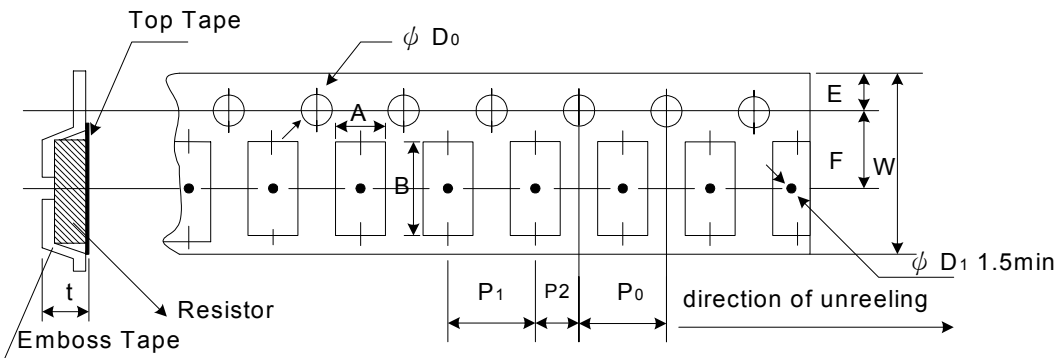 Top Tape
ψ D0
A
E
F
W
B
ψ D1 1.5min
t
Resistor
P1
P2
P0
direction of unreeling
Emboss Tape